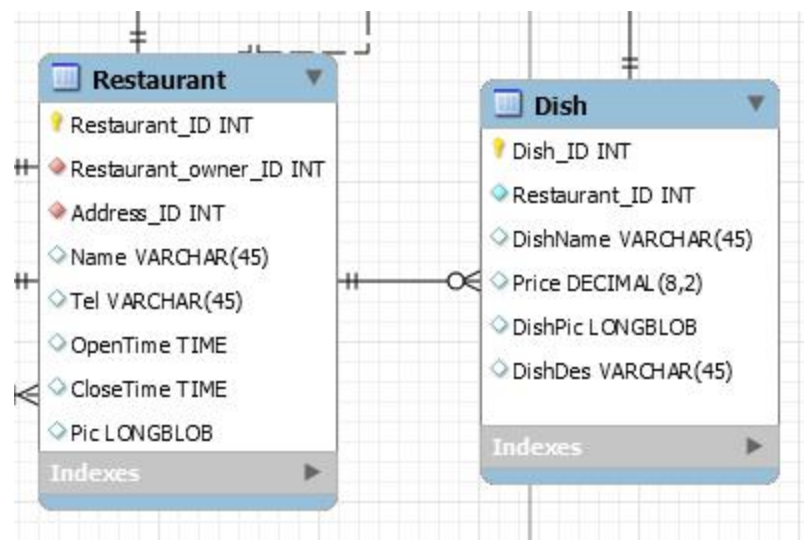 Restaurant
Restaurant_ID INT
Restaurant_owner_ID INT
Address_ID INT
Name VARCHAR(45)
Tel VARCHAR(45)
OpenTime TIME
CloseTime TIME
Pic LONGBLOB
Indexes
Dish
Dish_ID INT
Restaurant_ID INT
DishName VARCHAR(45)
Price DECIMAL(8,2)
DishPic LONGBLOB
DishDes VARCHAR(45)
Indexes